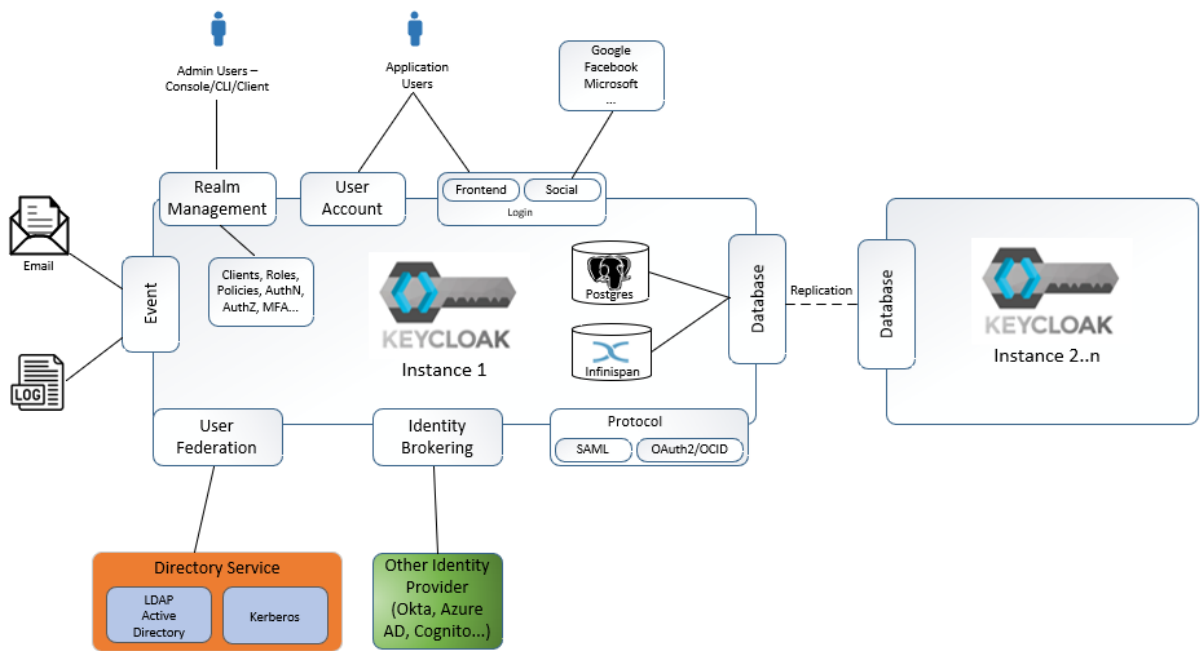 Admin Users –
Console/CLI/Client
Application
Users
Google
Facebook
Microsoft
...
Realm
Management
User
Account
Frontend
Social
Login
Email
Event
LOG
Clients, Roles,
Policies, AuthN,
AuthZ, MFA...
KEYCLOAK
Instance 1
Postgres
Infinispan
Database
Replication
Database
KEYCLOAK
Instance 2..n
User
Federation
Identity
Brokering
Protocol
SAML
OAuth2/OCID
Directory Service
LDAP
Active
Directory
Kerberos
Other Identity
Provider
(Okta, Azure
AD, Cognito...)